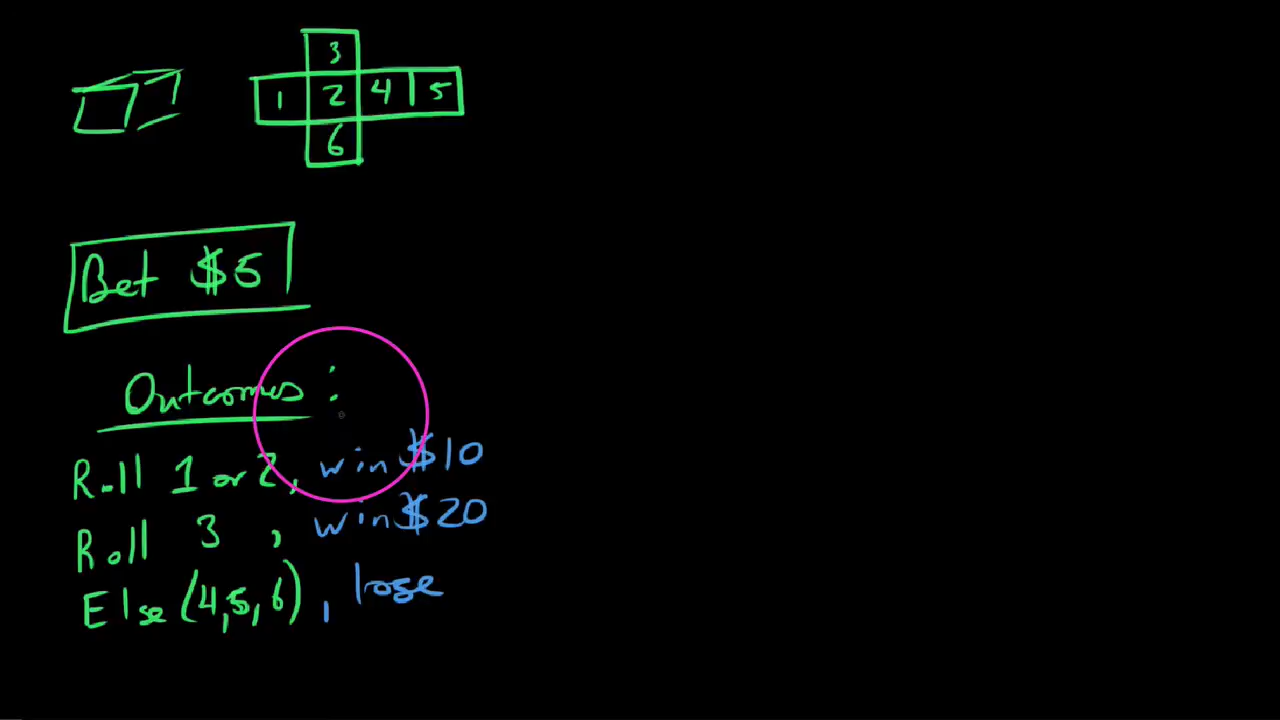 3
1 2 4 5
6
Bet $5
Outcomes :
Roll 1 or 2, win $10
Roll 3 , win $20
Else (4,5,6), lose